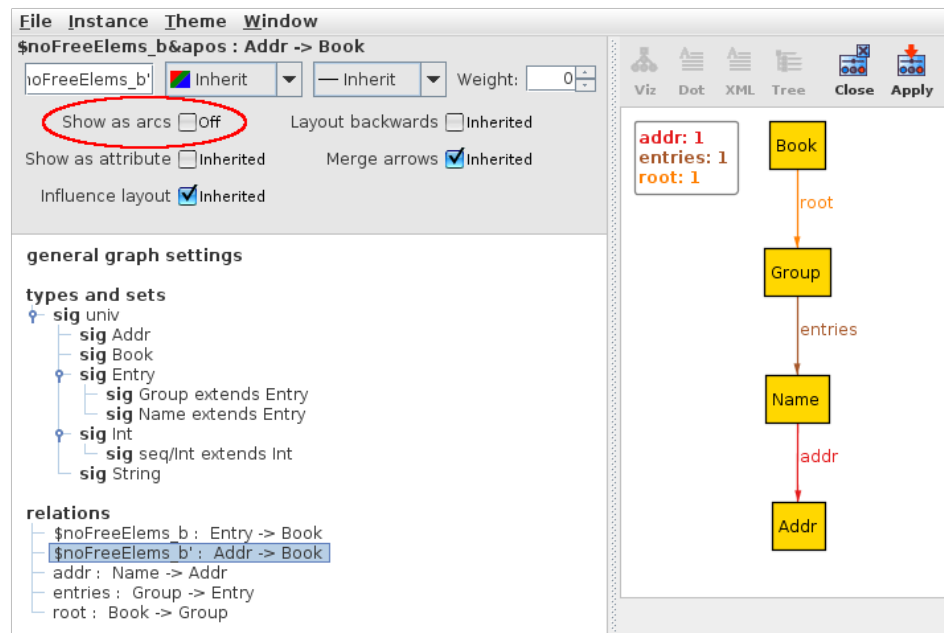 File Instance Theme Window
$noFreeElems_b&apos : Addr -> Book
noFreeElems_b' Inherit Inherit Weight: 0
Show as arcs Off Layout backwards Inherited
Show as attribute Inherited Merge arrows Inherited
Influence layout Inherited
general graph settings
types and sets
sig univ
sig Addr
sig Book
sig Entry
sig Group extends Entry
sig Name extends Entry
sig Int
sig seq/Int extends Int
sig String
relations
$noFreeElems_b : Entry -> Book
$noFreeElems_b' : Addr -> Book
addr : Name -> Addr
entries : Group -> Entry
root : Book -> Group
Viz Dot XML Tree Close Apply
addr: 1
entries: 1
root: 1
Book
root
Group
entries
Name
addr
Addr